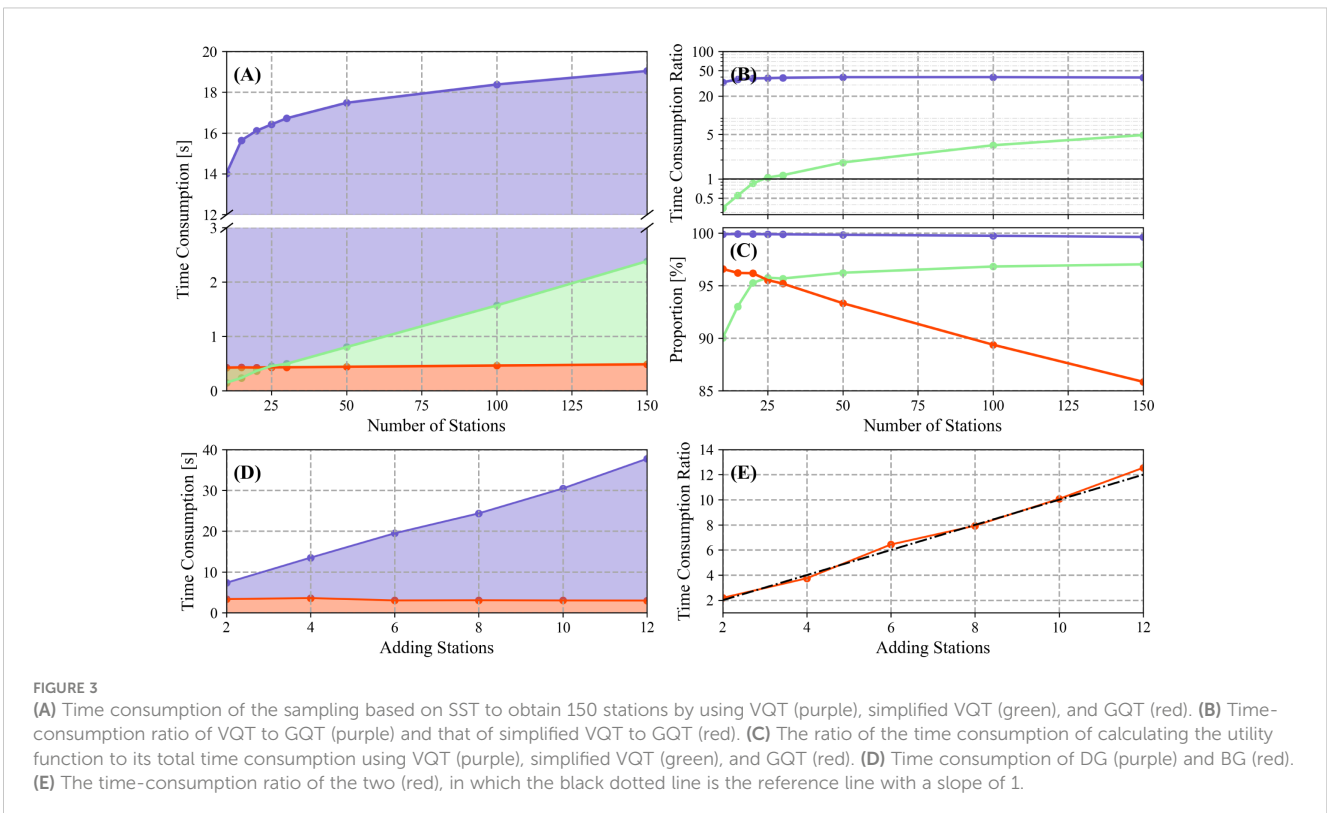 (A)
20
18
16
14
12
3
2
1
0
Time Consumption [s]
25
50
75
100
125
150
Number of Stations
(B)
100
50
20
5
1
0.5
Time Consumption Ratio
(C)
100
95
90
85
Proportion [%]
25
50
75
100
125
150
Number of Stations
(D)
40
30
20
10
0
Time Consumption [s]
2
4
6
8
10
12
Adding Stations
(E)
14
12
10
8
6
4
2
Time Consumption Ratio
2
4
6
8
10
12
Adding Stations
FIGURE 3
(A) Time consumption of the sampling based on SST to obtain 150 stations by using VQT (purple), simplified VQT (green), and GQT (red). (B) Time-
consumption ratio of VQT to GQT (purple) and that of simplified VQT to GQT (red). (C) The ratio of the time consumption of calculating the utility
function to its total time consumption using VQT (purple), simplified VQT (green), and GQT (red). (D) Time consumption of DG (purple) and BG (red).
(E) The time-consumption ratio of the two (red), in which the black dotted line is the reference line with a slope of 1.